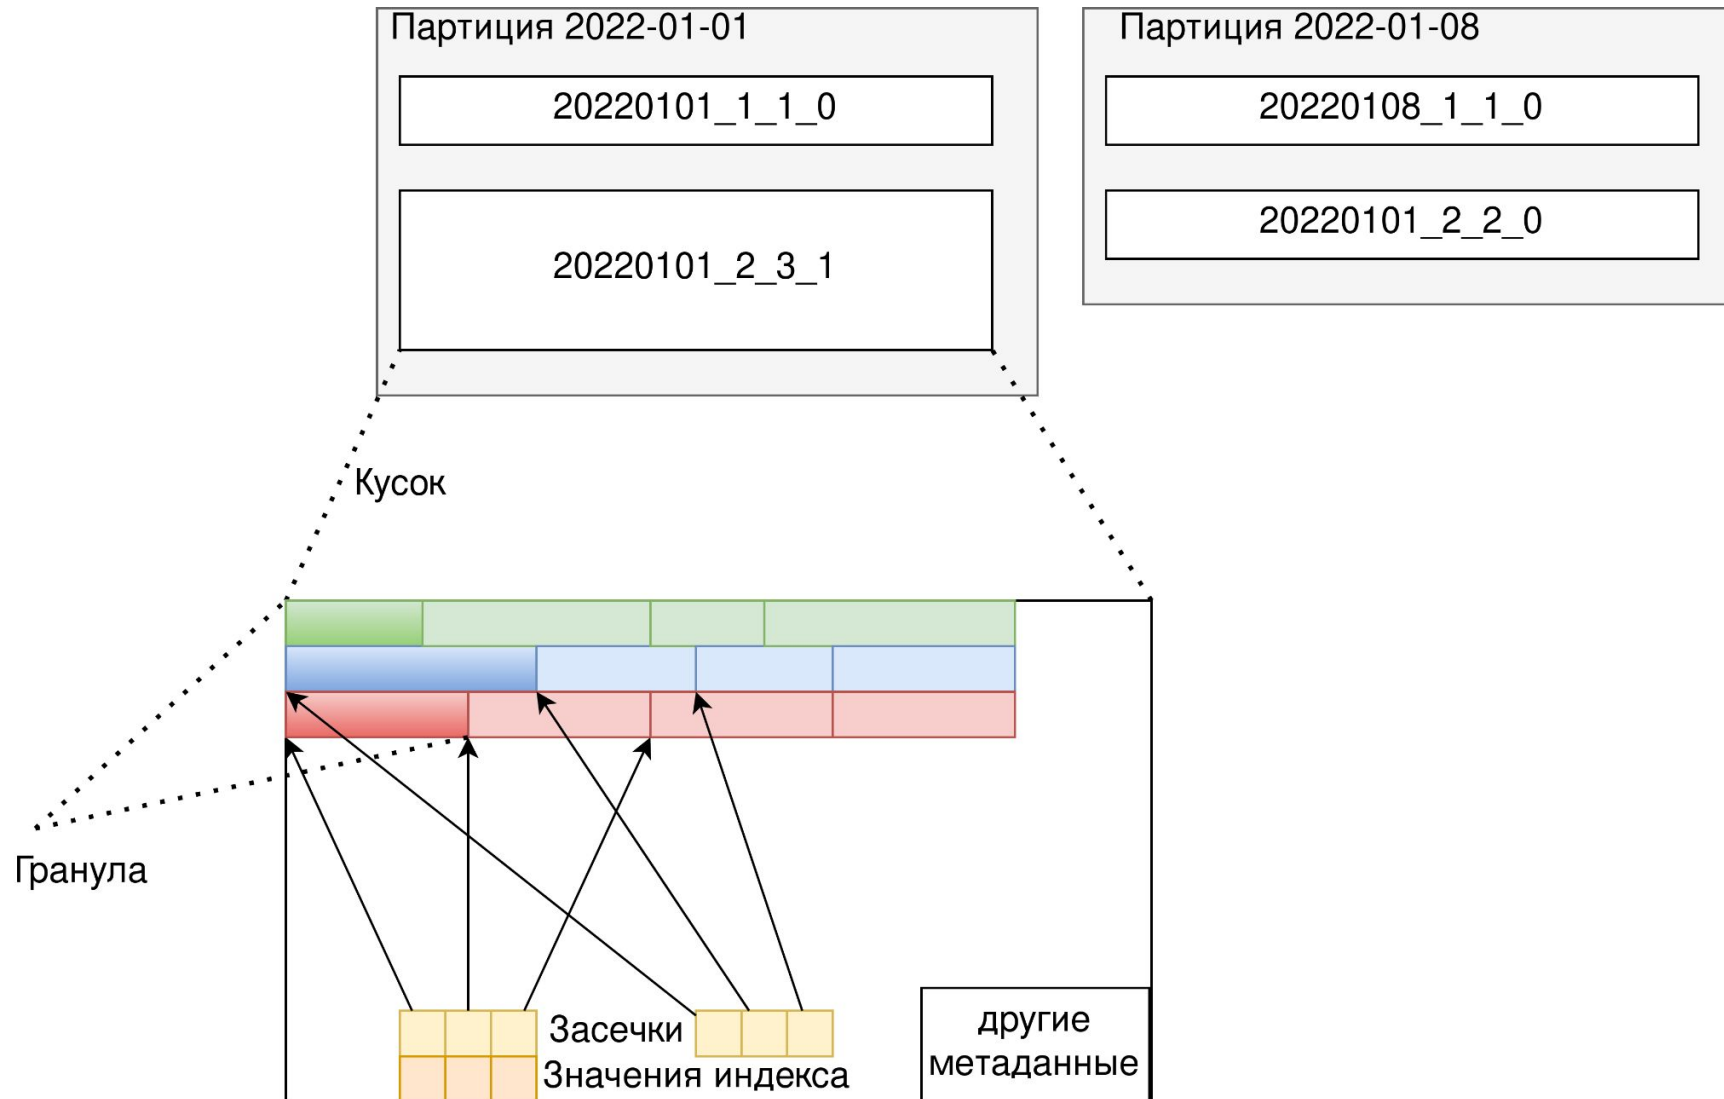 Партиция 2022-01-01
20220101_1_1_0
20220101_2_3_1
Партиция 2022-01-08
20220108_1_1_0
20220101_2_2_0
Кусок
Гранула
Засечки
Значения индекса
другие
метаданные